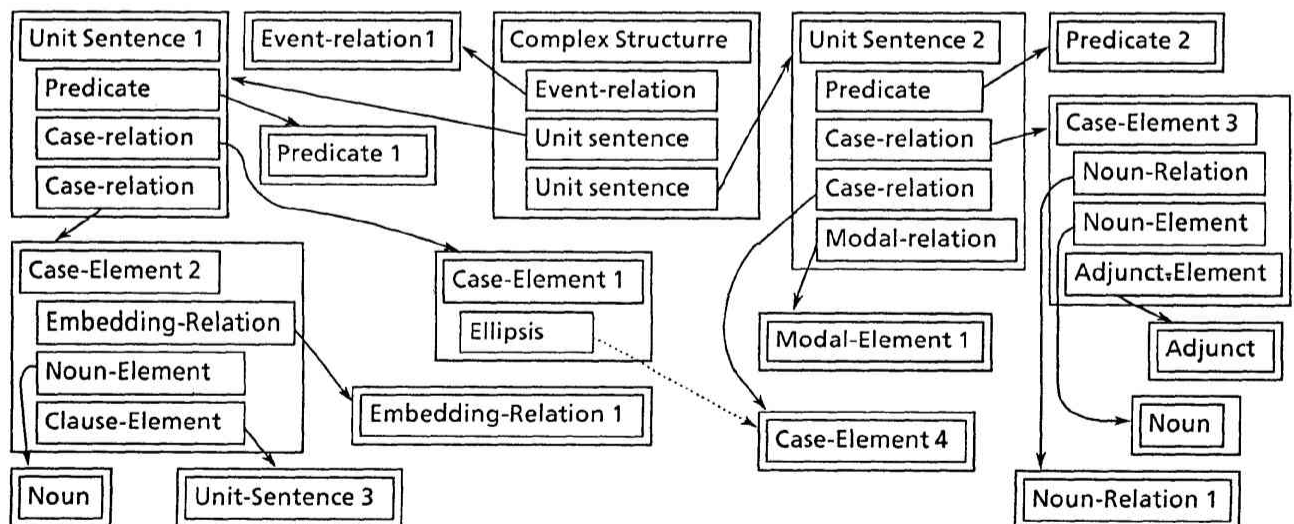 Unit Sentence 1
Predicate
Case-relation
Case-relation
Event-relation1
Predicate 1
Complex Structurre
Event-relation
Unit sentence
Unit sentence
Unit Sentence 2
Predicate
Case-relation
Case-relation
Modal-relation
Predicate 2
Case-Element 3
Noun-Relation
Noun-Element
Adjunct-Element
Case-Element 2
Embedding-Relation
Noun-Element
Clause-Element
Case-Element 1
Ellipsis
Modal-Element 1
Adjunct
Embedding-Relation 1
Case-Element 4
Noun
Noun
Unit-Sentence 3
Noun-Relation 1